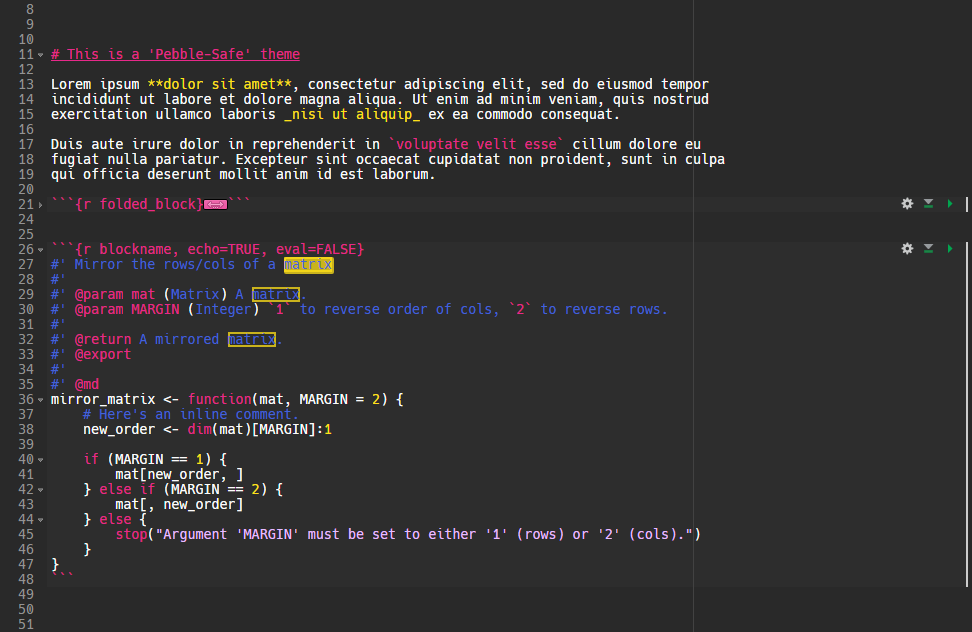 8
9
10
11 # This is a 'Pebble-Safe' theme
12
13 Lorem ipsum **dolor sit amet**, consectetur adipiscing elit, sed do eiusmod tempor
14 incididunt ut labore et dolore magna aliqua. Ut enim ad minim veniam, quis nostrud
15 exercitation ullamco laboris _nisi ut aliquip_ ex ea commodo consequat.
16
17 Duis aute irure dolor in reprehenderit in `voluptate velit esse` cillum dolore eu
18 fugiat nulla pariatur. Excepteur sint occaecat cupidatat non proident, sunt in culpa
19 qui officia deserunt mollit anim id est laborum.
20
21 ```{r folded_block}```
24
25
26 ```{r blockname, echo=TRUE, eval=FALSE}
27 #' Mirror the rows/cols of a matrix
28 #'
29 #' @param mat (Matrix) A matrix.
30 #' @param MARGIN (Integer) `1` to reverse order of cols, `2` to reverse rows.
31 #'
32 #' @return A mirrored matrix.
33 #' @export
34 #'
35 #' @md
36 mirror_matrix <- function(mat, MARGIN = 2) {
37     # Here's an inline comment.
38     new_order <- dim(mat)[MARGIN]:1
39
40     if (MARGIN == 1) {
41         mat[new_order, ]
42     } else if (MARGIN == 2) {
43         mat[, new_order]
44     } else {
45         stop("Argument 'MARGIN' must be set to either '1' (rows) or '2' (cols).")
46     }
47 }
48 ```
49
50
51